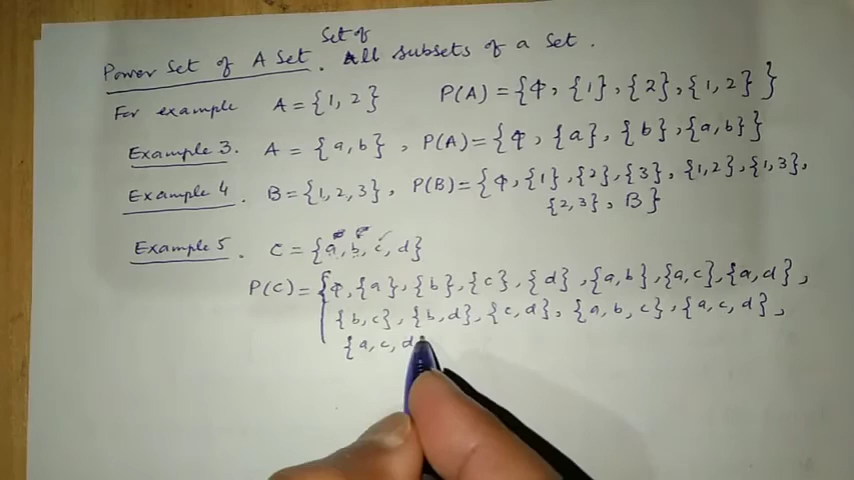 Set of
Power Set of A Set . All subsets of a set .
For example A = {1, 2} P(A) = {φ, {1}, {2}, {1, 2}}
Example 3. A = {a, b} , P(A) = {φ, {a}, {b}, {a, b}}
Example 4. B = {1, 2, 3}, P(B) = {φ, {1}, {2}, {3}, {1, 2}, {1, 3},
{2, 3}, B}
Example 5. C = {a, b, c, d}
P(C) = {φ, {a}, {b}, {c}, {d}, {a, b}, {a, c}, {a, d},
{b, c}, {b, d}, {c, d}, {a, b, c}, {a, c, d},
{a, c, d